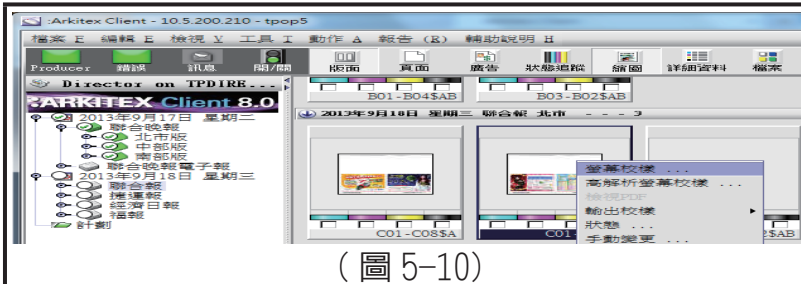 :Arkitex Client - 10.5.200.210 - tpop5
檔案 F 編輯 E 檢視 V 工具 T 動作 A 報告 (R) 輔助說明 H
Producer 錯誤 訊息 開/關 版面 頁面 廣告 狀態追蹤 縮圖 詳細資料 檔案
Director on TPDIRE...
ARKITEX Client 8.0
2013年9月17日 星期二
聯合晚報
北市版
中部版
南部版
聯合晚報電子報
2013年9月18日 星期三
聯合報
捷運報
經濟日報
福報
計劃
B01-B04$AB B03-B02$AB
2013年9月18日 星期三 聯合報 北市 - - - 3
C01-C08$A C01- $AB
螢幕校樣 ...
高解析螢幕校樣 ...
檢視PDF
輸出校樣
狀態 ...
手動變更 ...
(圖5-10)